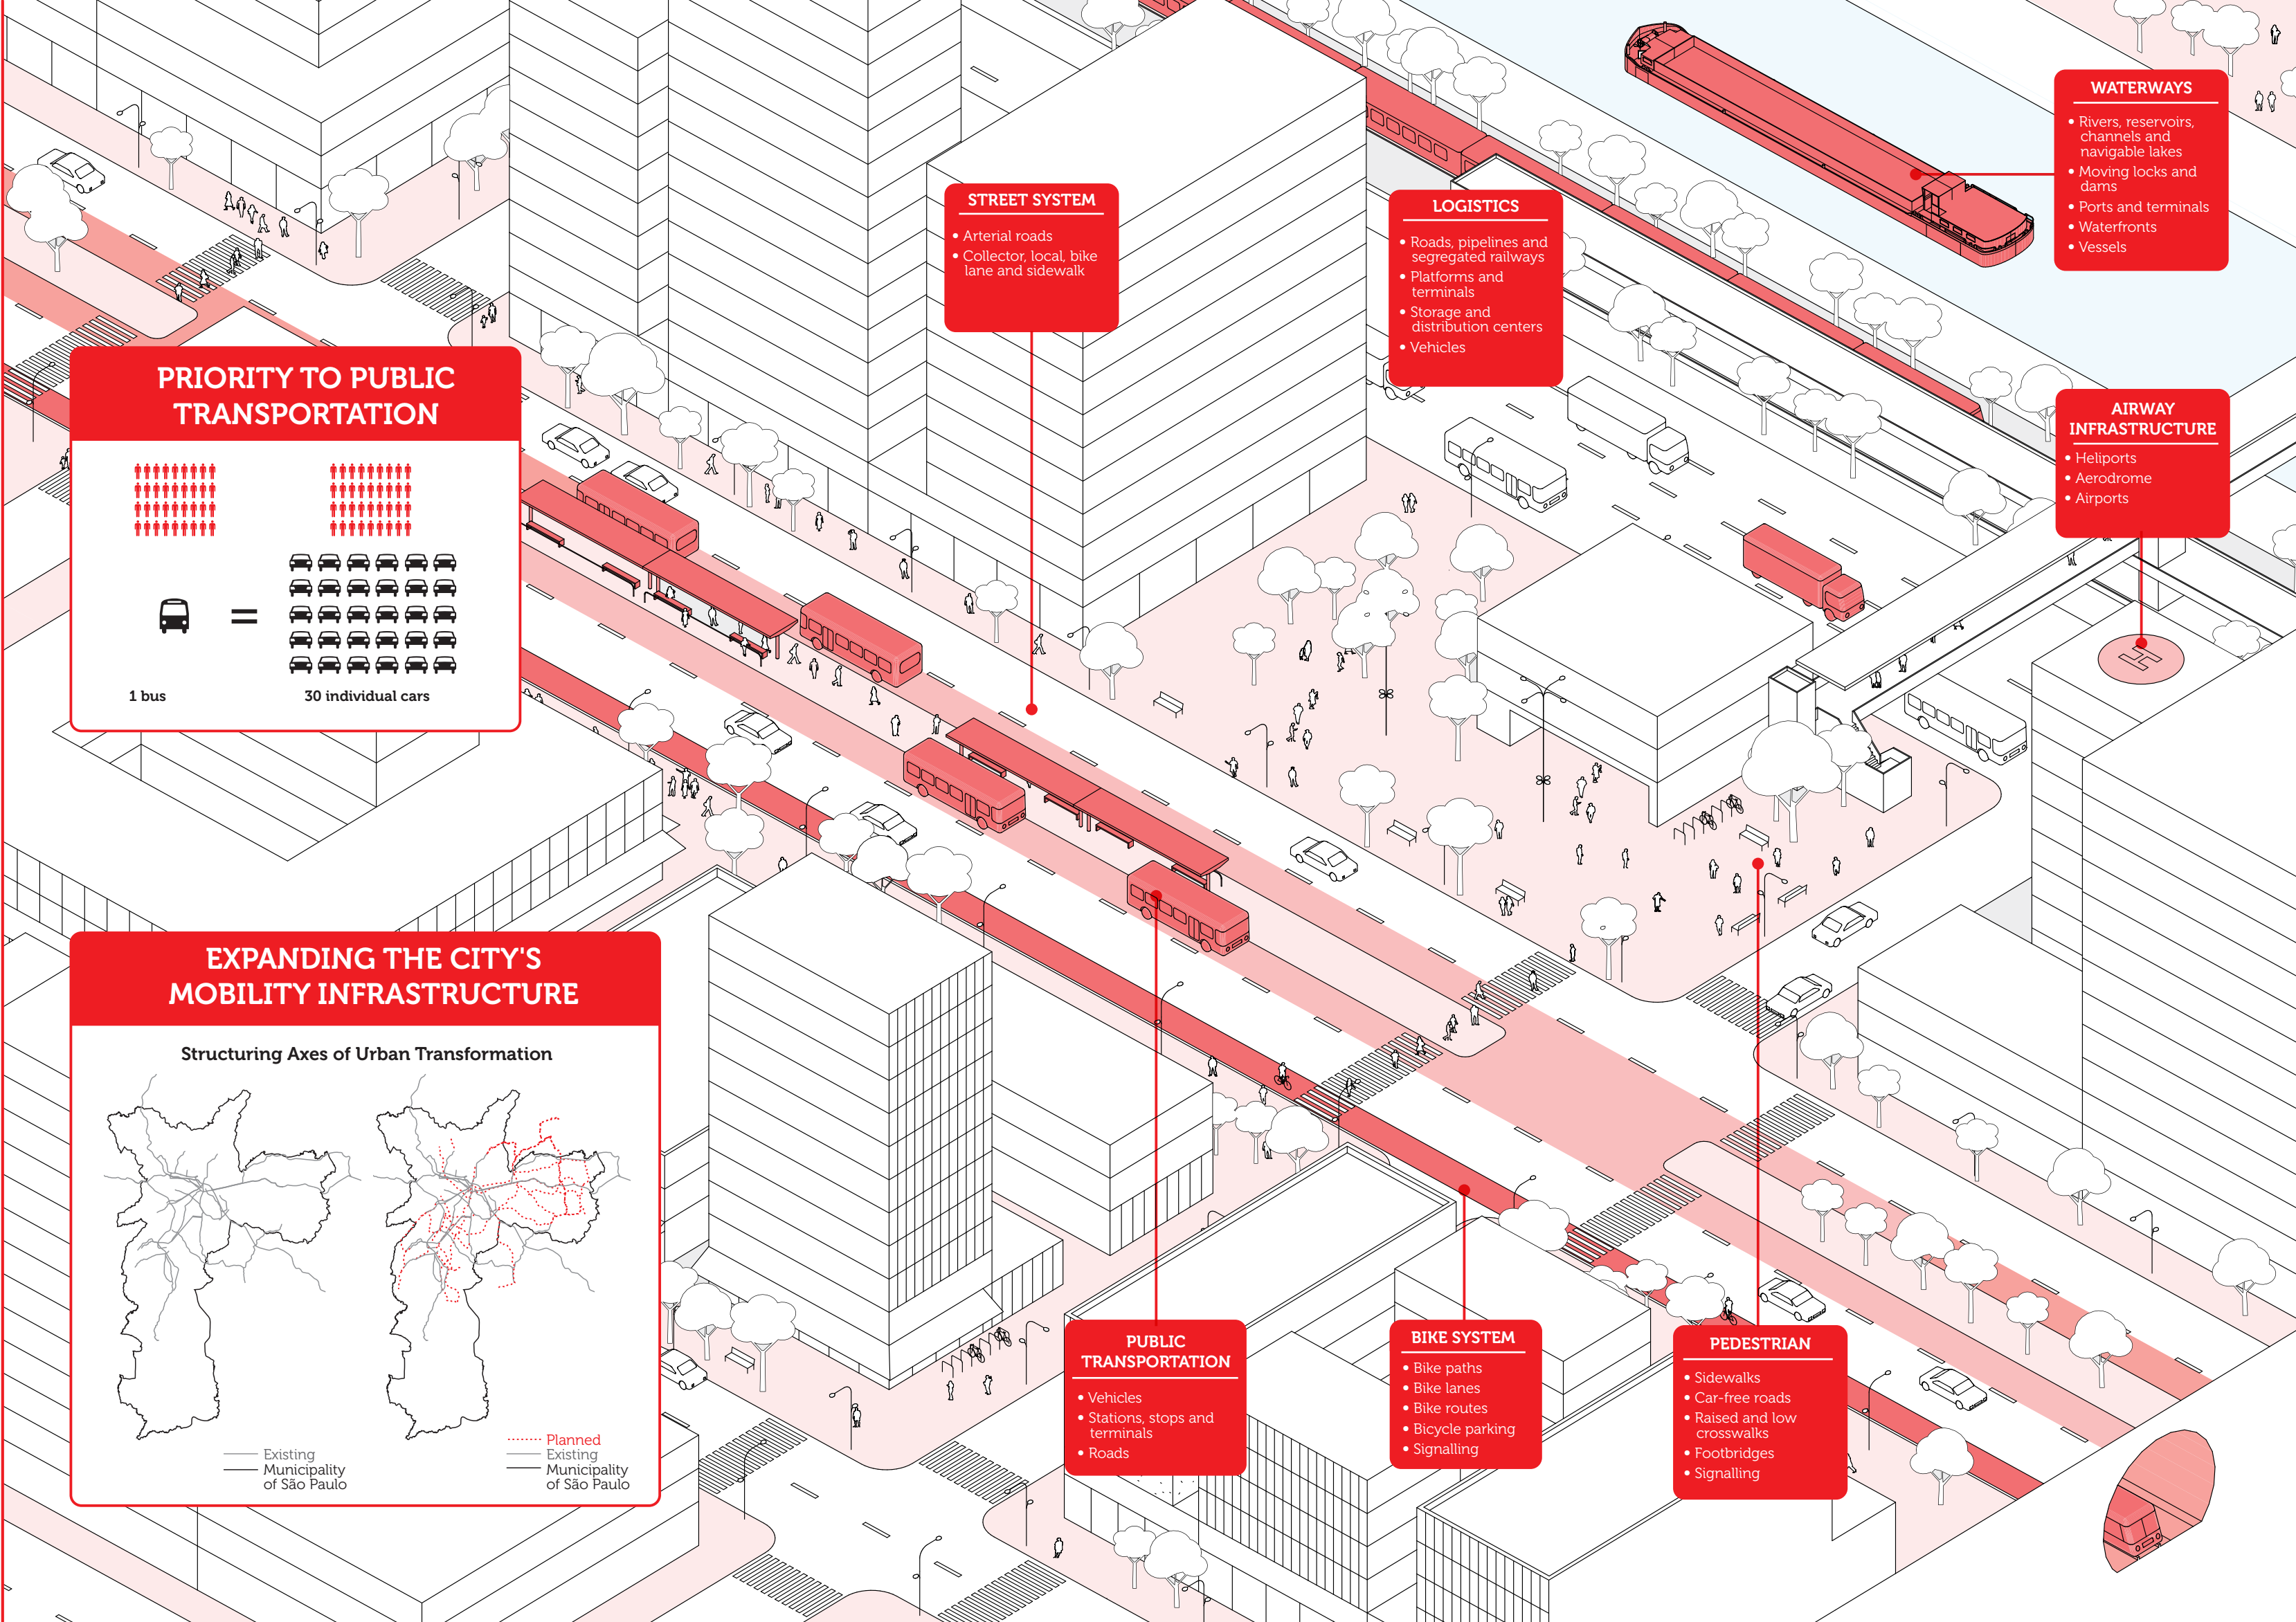 WATERWAYS
• Rivers, reservoirs,
channels and
navigable lakes
• Moving locks and
dams
• Ports and terminals
• Waterfronts
• Vessels
STREET SYSTEM
• Arterial roads
• Collector, local, bike
lane and sidewalk
LOGISTICS
• Roads, pipelines and
segregated railways
• Platforms and
terminals
• Storage and
distribution centers
• Vehicles
AIRWAY
INFRASTRUCTURE
• Heliports
• Aerodrome
• Airports
H
PRIORITY TO PUBLIC
TRANSPORTATION
=
1 bus
30 individual cars
EXPANDING THE CITY'S
MOBILITY INFRASTRUCTURE
Structuring Axes of Urban Transformation
Existing
Municipality
of São Paulo
Planned
Existing
Municipality
of São Paulo
PUBLIC
TRANSPORTATION
• Vehicles
• Stations, stops and
terminals
• Roads
BIKE SYSTEM
• Bike paths
• Bike lanes
• Bike routes
• Bicycle parking
• Signalling
PEDESTRIAN
• Sidewalks
• Car-free roads
• Raised and low
crosswalks
• Footbridges
• Signalling